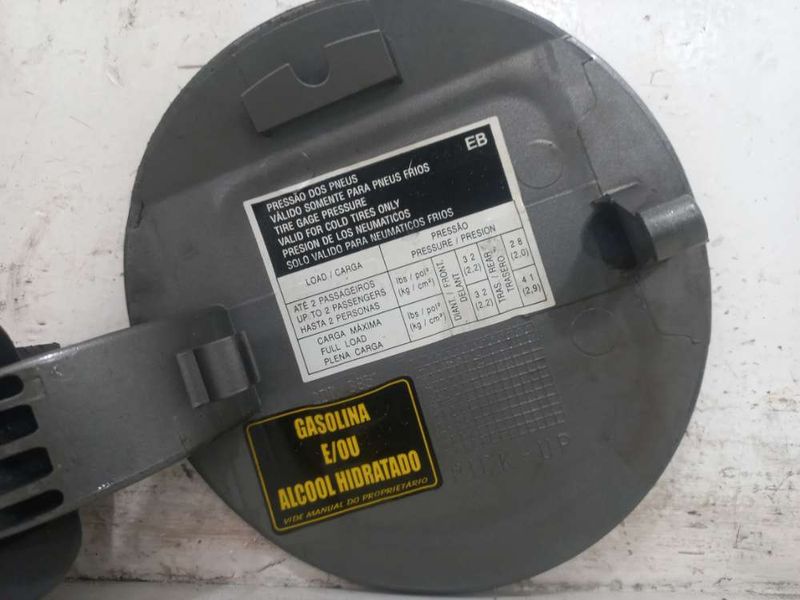 EB
PRESSÃO DOS PNEUS
VÁLIDO SOMENTE PARA PNEUS FRIOS
TIRE GAGE PRESSURE
VALID FOR COLD TIRES ONLY
PRESION DE LOS NEUMATICOS
SOLO VALIDO PARA NEUMATICOS FRIOS
LOAD / CARGA
PRESSÃO
PRESSURE / PRESION
ATÉ 2 PASSAGEIROS
UP TO 2 PASSENGERS
HASTA 2 PERSONAS
lbs / pol²
(kg / cm²)
DIANT / FRONT.
DELANT
3 2
(2,2)
TRAS / REAR
TRASERO
2 8
(2,0)
CARGA MÁXIMA
FULL LOAD
PLENA CARGA
lbs / pol²
(kg / cm²)
3 2
(2,2)
4 1
(2,9)
GASOLINA
E/OU
ALCOOL HIDRATADO
VIDE MANUAL DO PROPRIETÁRIO
PICK-UP